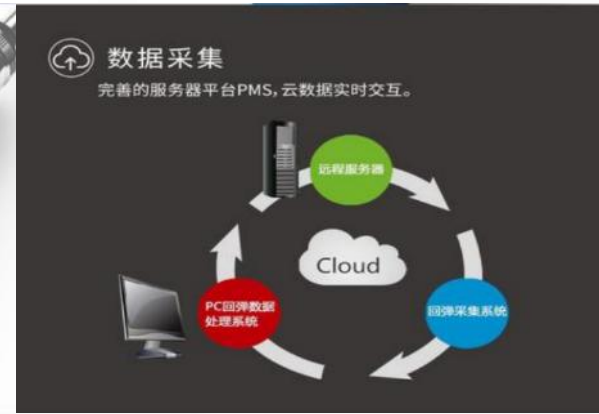 数据采集
完善的服务器平台PMS,云数据实时交互。
远程服务器
Cloud
PC回弹数据
处理系统
回弹采集系统